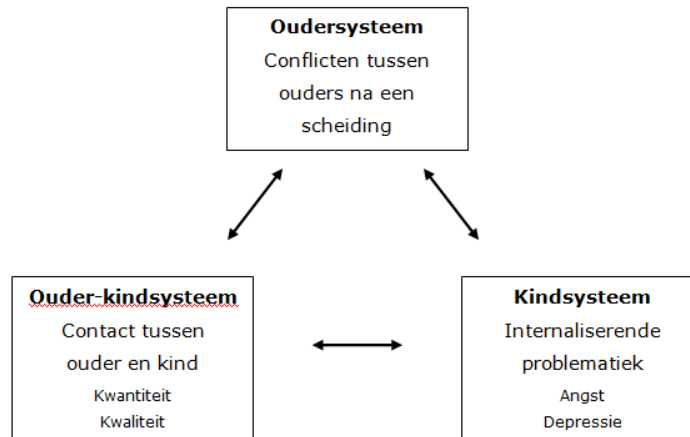 Oudersysteem
Conflicten tussen
ouders na een
scheiding
Ouder-kindsysteem
Contact tussen
ouder en kind
Kwantiteit
Kwaliteit
Kindsysteem
Internaliserende
problematiek
Angst
Depressie